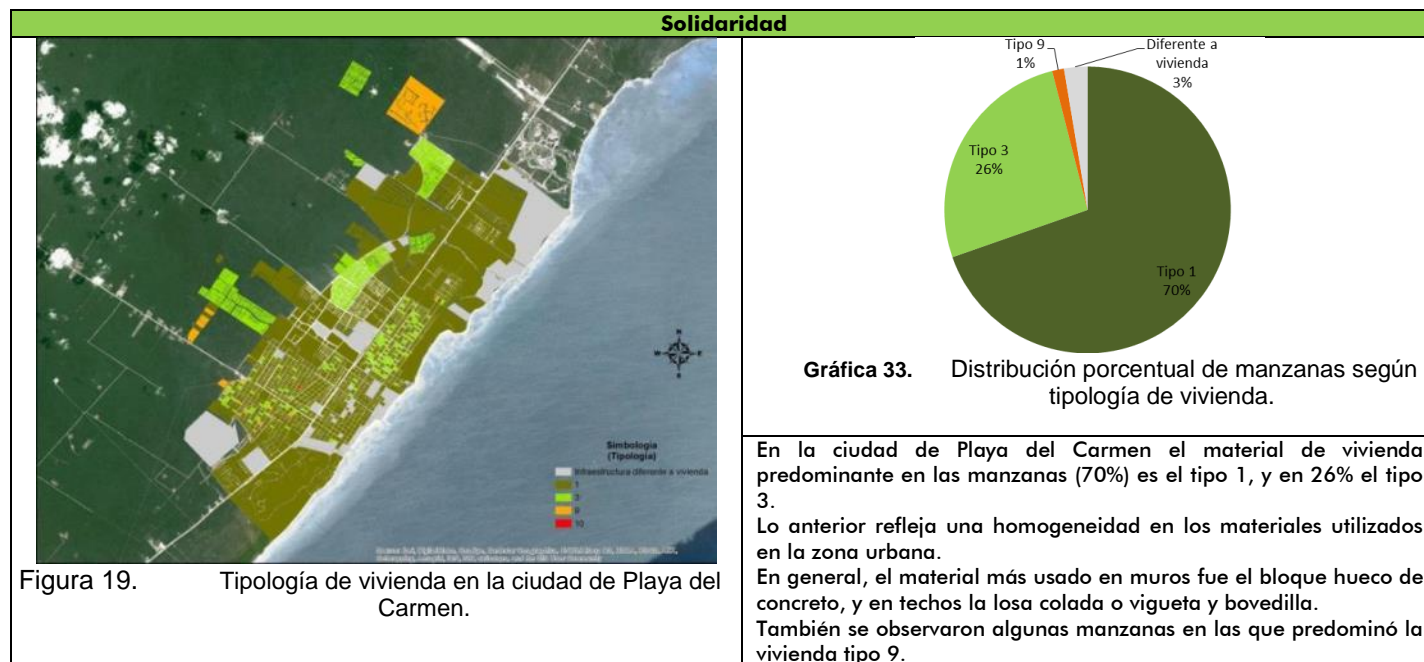 Solidaridad
Simbología
(Tipología)
Infraestructura diferente a vivienda
1
3
9
10
Figura 19. Tipología de vivienda en la ciudad de Playa del
Carmen.
Tipo 9
1%
Diferente a
vivienda
3%
Tipo 3
26%
Tipo 1
70%
Gráfica 33. Distribución porcentual de manzanas según
tipología de vivienda.
En la ciudad de Playa del Carmen el material de vivienda
predominante en las manzanas (70%) es el tipo 1, y en 26% el tipo
3.
Lo anterior refleja una homogeneidad en los materiales utilizados
en la zona urbana.
En general, el material más usado en muros fue el bloque hueco de
concreto, y en techos la losa colada o vigueta y bovedilla.
También se observaron algunas manzanas en las que predominó la
vivienda tipo 9.